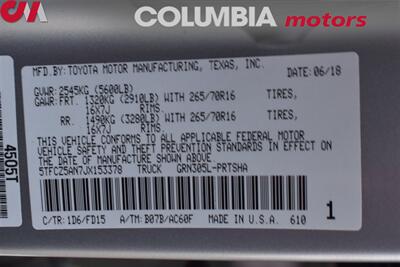 CM
COLUMBIA motors
MFD.BY: TOYOTA MOTOR MANUFACTURING, TEXAS, INC.
DATE: 06/18
GVWR: 2545KG (5600LB)
GAWR: FRT. 1320KG (2910LB) WITH 265/70R16 TIRES,
16X7J RIMS.
RR. 1490KG (3280LB) WITH 265/70R16 TIRES,
16X7J RIMS.
THIS VEHICLE CONFORMS TO ALL APPLICABLE FEDERAL MOTOR
VEHICLE SAFETY AND THEFT PREVENTION STANDARDS IN EFFECT
ON THE DATE OF MANUFACTURE SHOWN ABOVE.
5TFCZ5AN7JX153378 TRUCK GRN305L-PRTSHA
C/TR: 1D6/FD15 A/TM: B07B/AC60F MADE IN U.S.A. 610
1
4505T